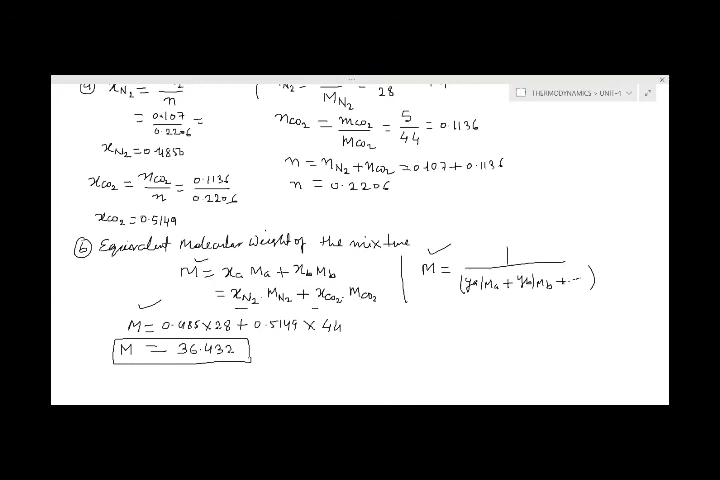 THERMODYNAMICS > UNIT-4
(a) x_N2 = n_N2 / n
= 0.107 / 0.2206 =
x_N2 = 0.4850
x_CO2 = n_CO2 / n = 0.1136 / 0.2206
x_CO2 = 0.5149
M_N2 28
n_CO2 = m_CO2 / M_CO2 = 5 / 44 = 0.1136
n = n_N2 + n_CO2 = 0.107 + 0.1136
n = 0.2206
(b) Equivalent Molecular Weight of the mixture
M = x_a M_a + x_b M_b
= x_N2 . M_N2 + x_CO2 . M_CO2
M = 0.485 × 28 + 0.5149 × 44
M = 36.432
M = 1 / (y_a/M_a + y_b/M_b + ... )